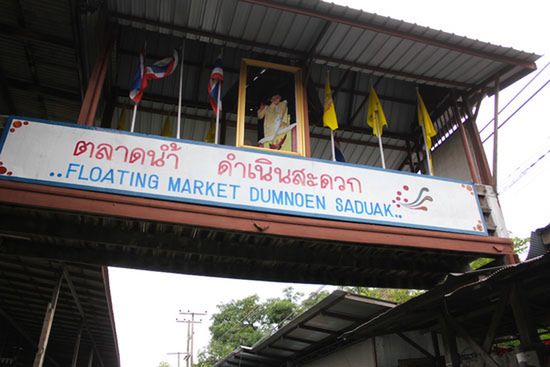 ตลาดน้ำ ดำเนินสะดวก
..FLOATING MARKET DUMNOEN SADUAK..